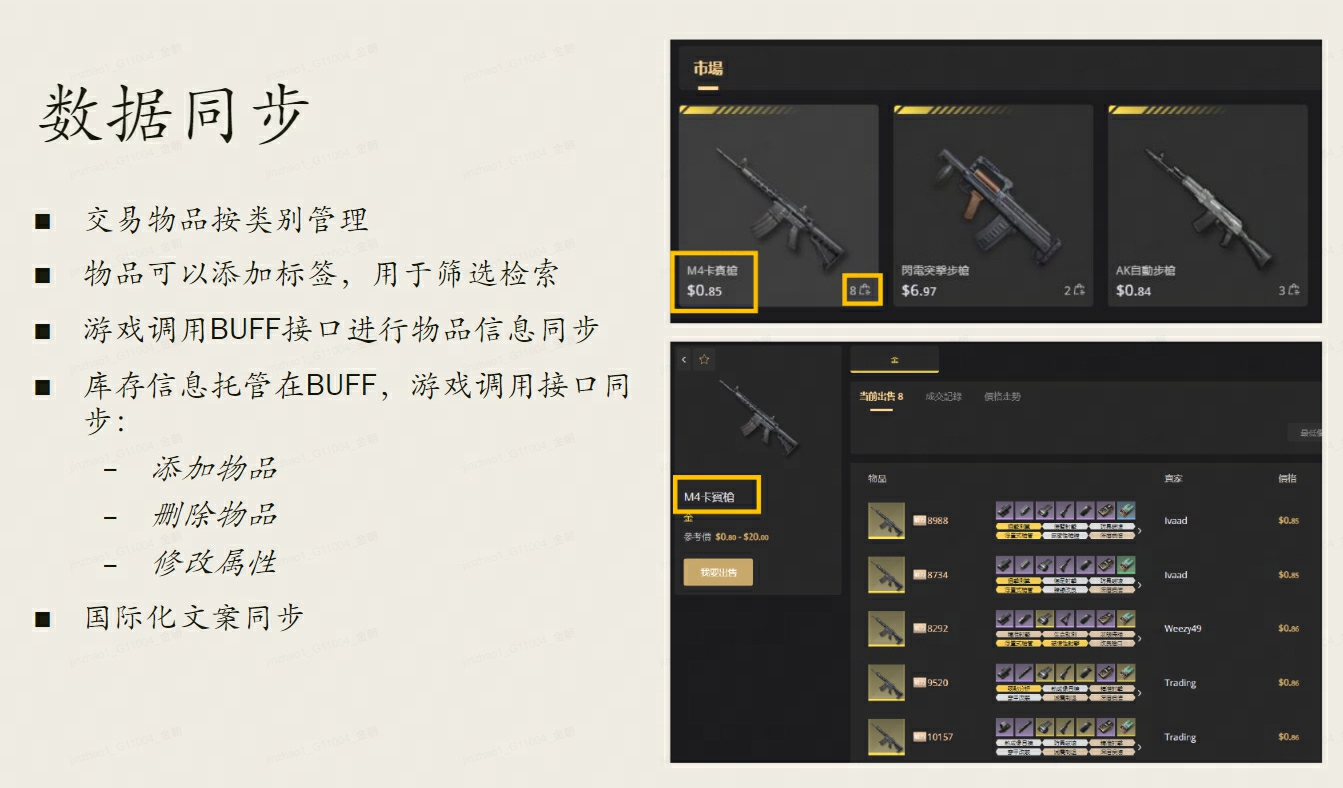 数据同步
■ 交易物品按类别管理
■ 物品可以添加标签，用于筛选检索
■ 游戏调用BUFF接口进行物品信息同步
■ 库存信息托管在BUFF，游戏调用接口同
步：
– 添加物品
– 删除物品
– 修改属性
■ 国际化文案同步
市場
M4卡賓槍
$0.85
8
閃電突擊步槍
$6.97
2
AK自動步槍
$0.84
3
金
當前出售 8
成交記錄
價格走勢
M4卡賓槍
金
參考價 $0.80 - $20.00
我要出售
物品
賣家
價格
8988
Ivaad
$0.85
8734
Ivaad
$0.85
8292
Weezy49
$0.86
9520
Trading
$0.86
10157
Trading
$0.86